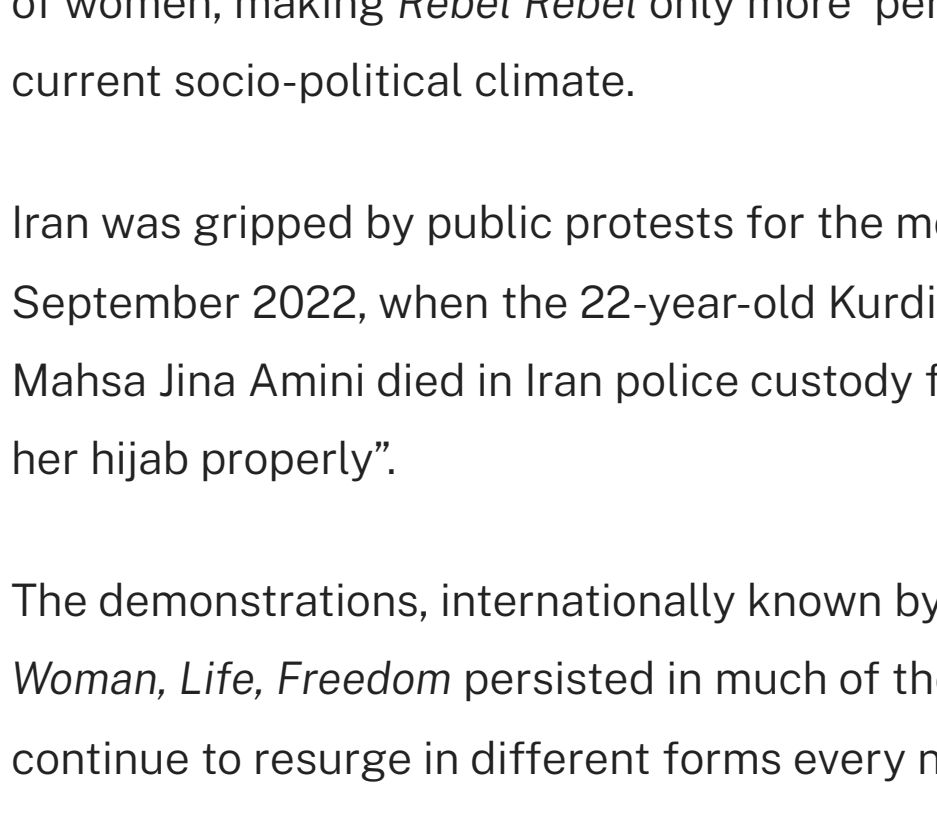 of women, making Rebel Rebel only more
current socio-political climate.
Iran was gripped by public protests for the
September 2022, when the 22-year-old
Mahsa Jina Amini died in Iran police custody
her hijab properly”.
The demonstrations, internationally known by
Woman, Life, Freedom persisted in much of
continue to resurge in different forms every